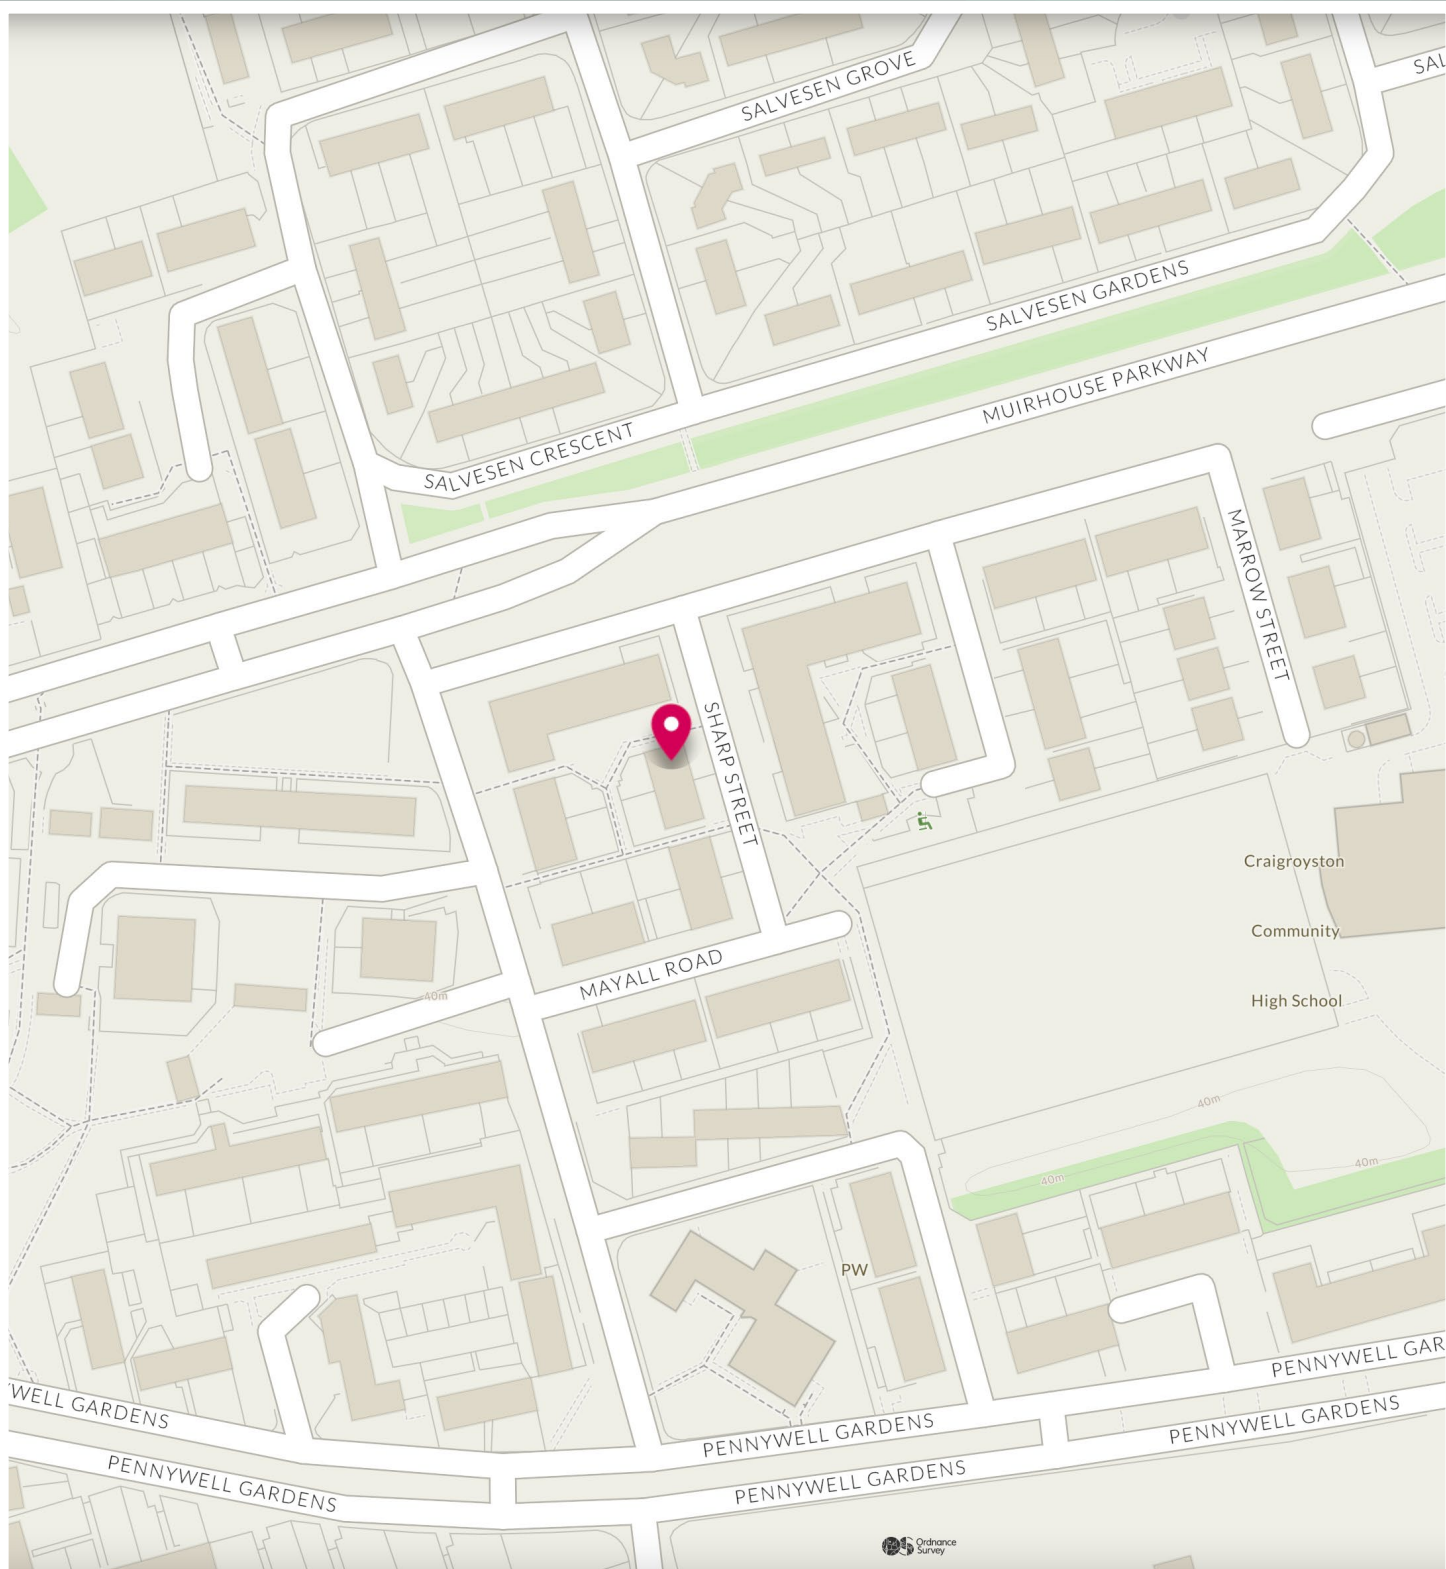 SALVESEN GROVE
SAL
SALVESEN GARDENS
MUIRHOUSE PARKWAY
SALVESEN CRESCENT
MARROW STREET
SHARP STREET
Craigroyston
Community
High School
MAYALL ROAD
40m
40m
40m
40m
PW
PENNYWELL GAR
YWELL GARDENS
PENNYWELL GARDENS
PENNYWELL GARDENS
PENNYWELL GARDENS
PENNYWELL GARDENS
Ordnance
Survey